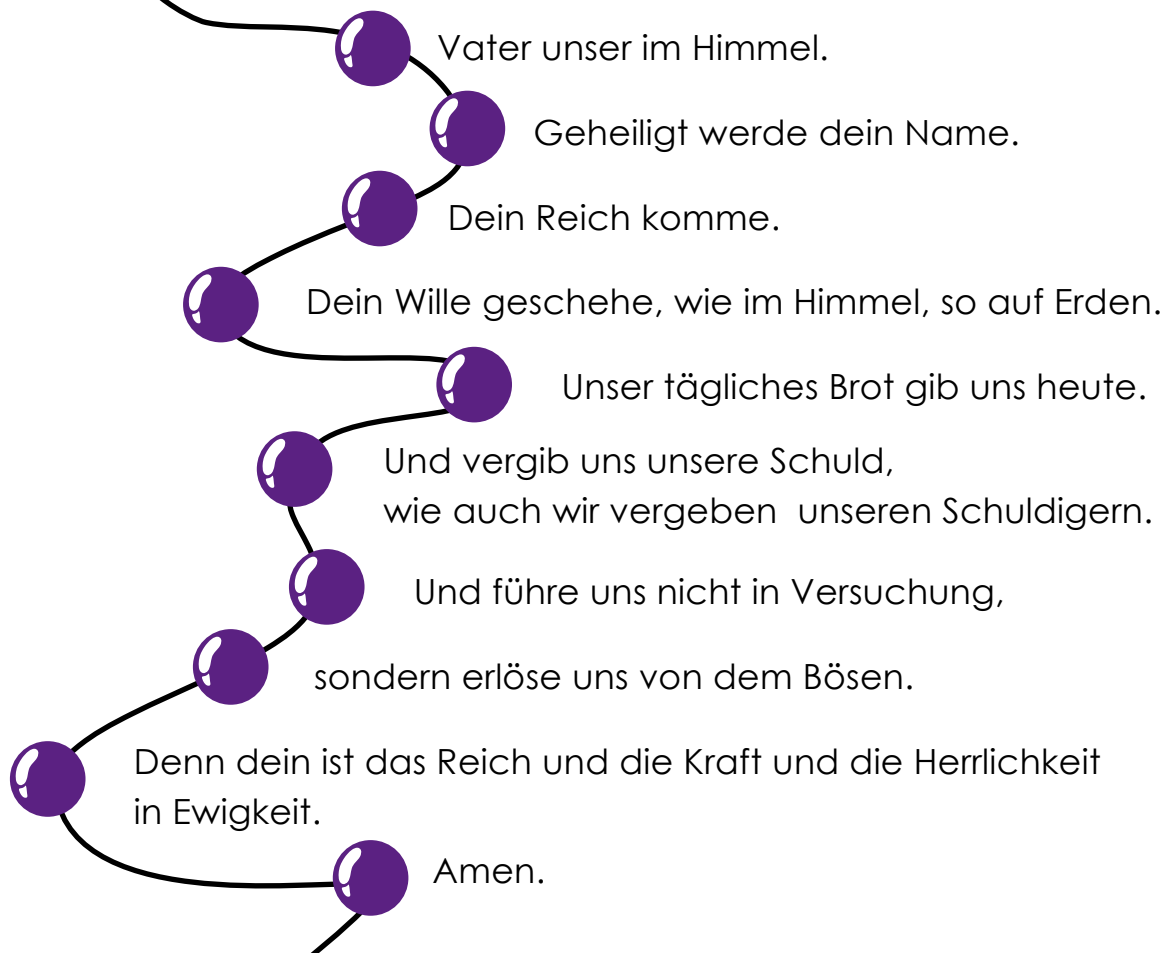 Vater unser im Himmel.
Geheiligt werde dein Name.
Dein Reich komme.
Dein Wille geschehe, wie im Himmel, so auf Erden.
Unser tägliches Brot gib uns heute.
Und vergib uns unsere Schuld,
wie auch wir vergeben  unseren Schuldigern.
Und führe uns nicht in Versuchung,
sondern erlöse uns von dem Bösen.
Denn dein ist das Reich und die Kraft und die Herrlichkeit
in Ewigkeit.
Amen.